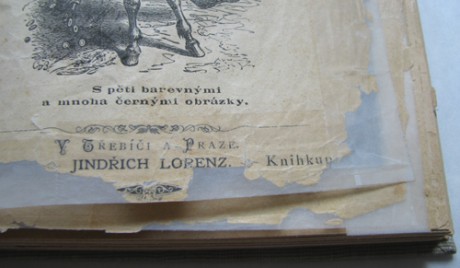 S pěti barevnými
a mnoha černými obrázky.
V Třebíči a Praze.
JINDŘICH LORENZ. — Knihkup